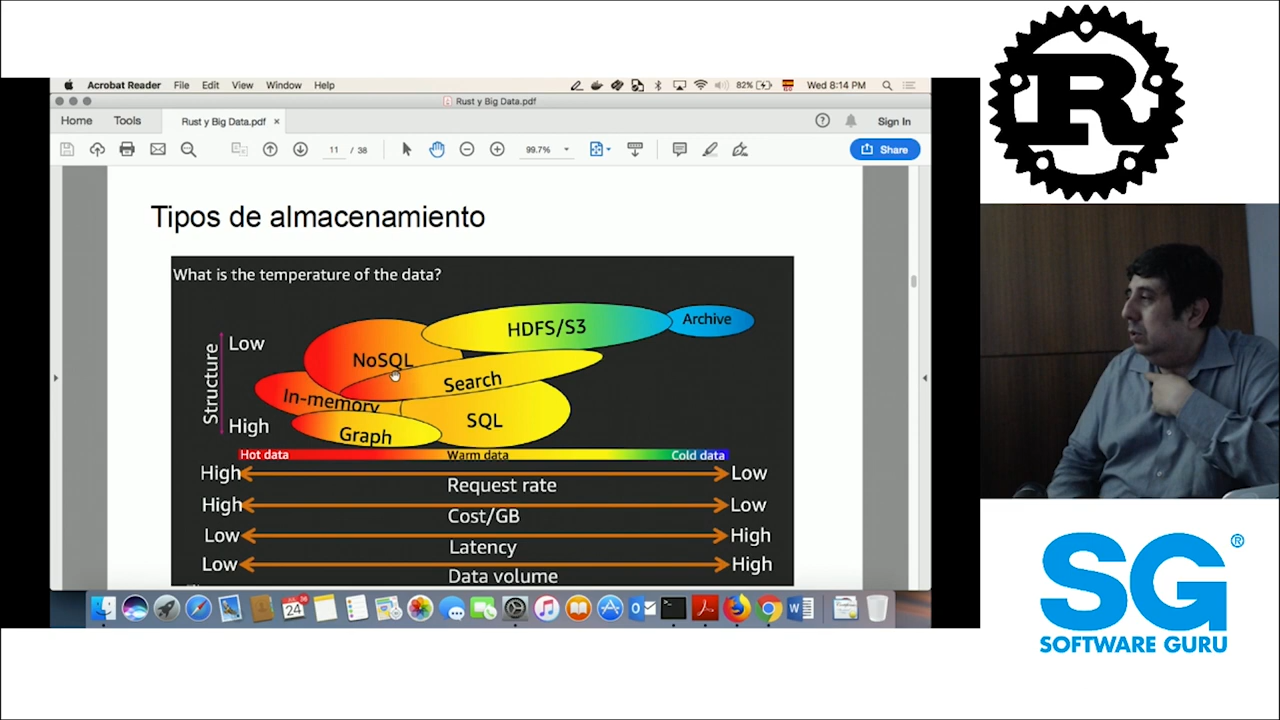 Acrobat Reader File Edit View Window Help 82% Wed 8:14 PM
Rust y Big Data.pdf
Home Tools Rust y Big Data.pdf × Sign In
11 / 38 99.7% Share
Tipos de almacenamiento
What is the temperature of the data?
HDFS/S3
Archive
Low
NoSQL
Search
Structure
In-memory
SQL
High
Graph
Hot data Warm data Cold data
High Low
Request rate
High Low
Cost/GB
Low High
Latency
Low High
Data volume
24
R
SG®
SOFTWARE GURU